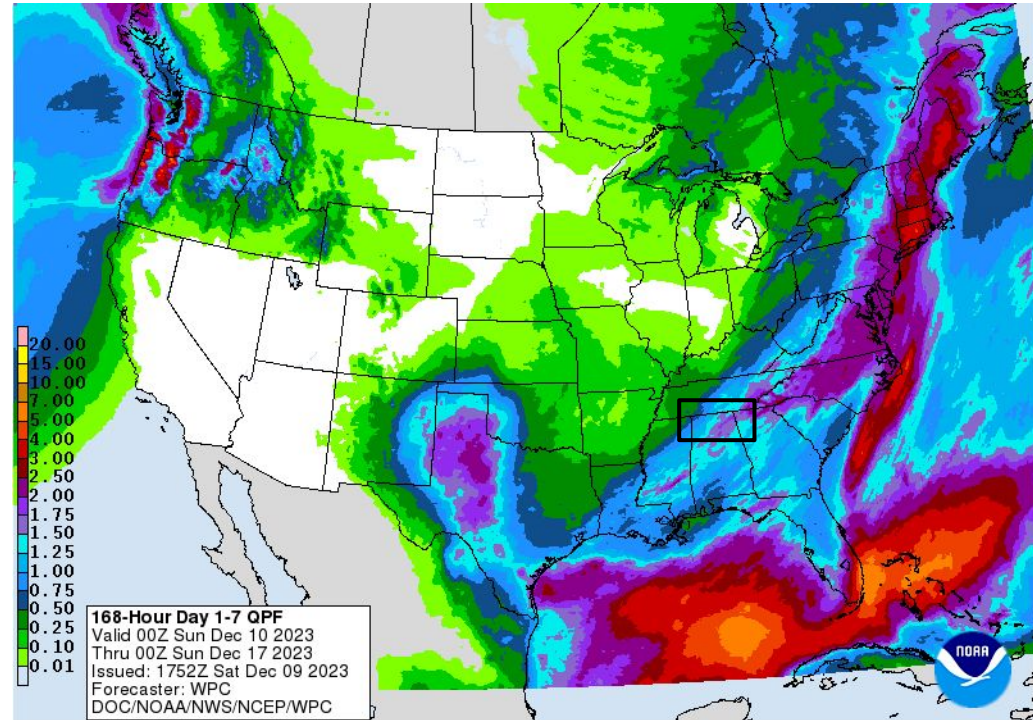 20.00
15.00
10.00
7.00
5.00
4.00
3.00
2.50
2.00
1.75
1.50
1.25
1.00
0.75
0.50
0.25
0.10
0.01
168-Hour Day 1-7 QPF
Valid 00Z Sun Dec 10 2023
Thru 00Z Sun Dec 17 2023
Issued: 1752Z Sat Dec 09 2023
Forecaster: WPC
DOC/NOAA/NWS/NCEP/WPC
NOAA